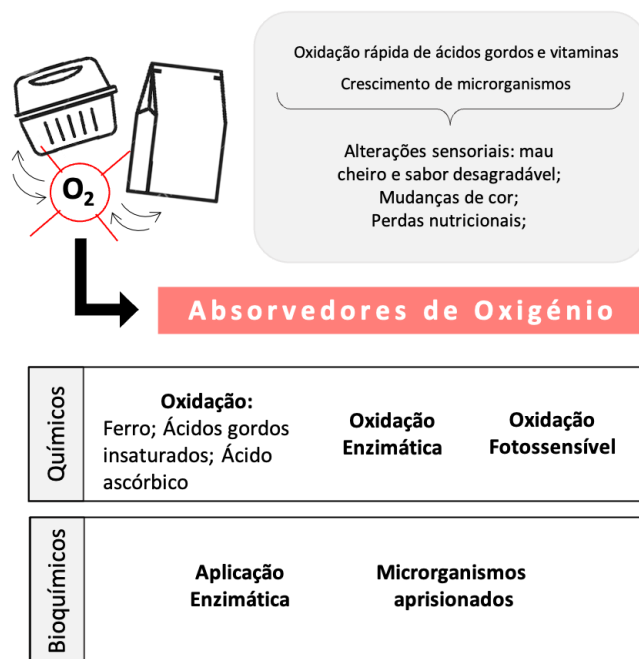 Oxidação rápida de ácidos gordos e vitaminas
Crescimento de microrganismos
Alterações sensoriais: mau
cheiro e sabor desagradável;
Mudanças de cor;
Perdas nutricionais;
O₂
Absorvedores de Oxigénio
Químicos
Oxidação:
Ferro; Ácidos gordos
insaturados; Ácido
ascórbico
Oxidação
Enzimática
Oxidação
Fotossensível
Bioquímicos
Aplicação
Enzimática
Microrganismos
aprisionados